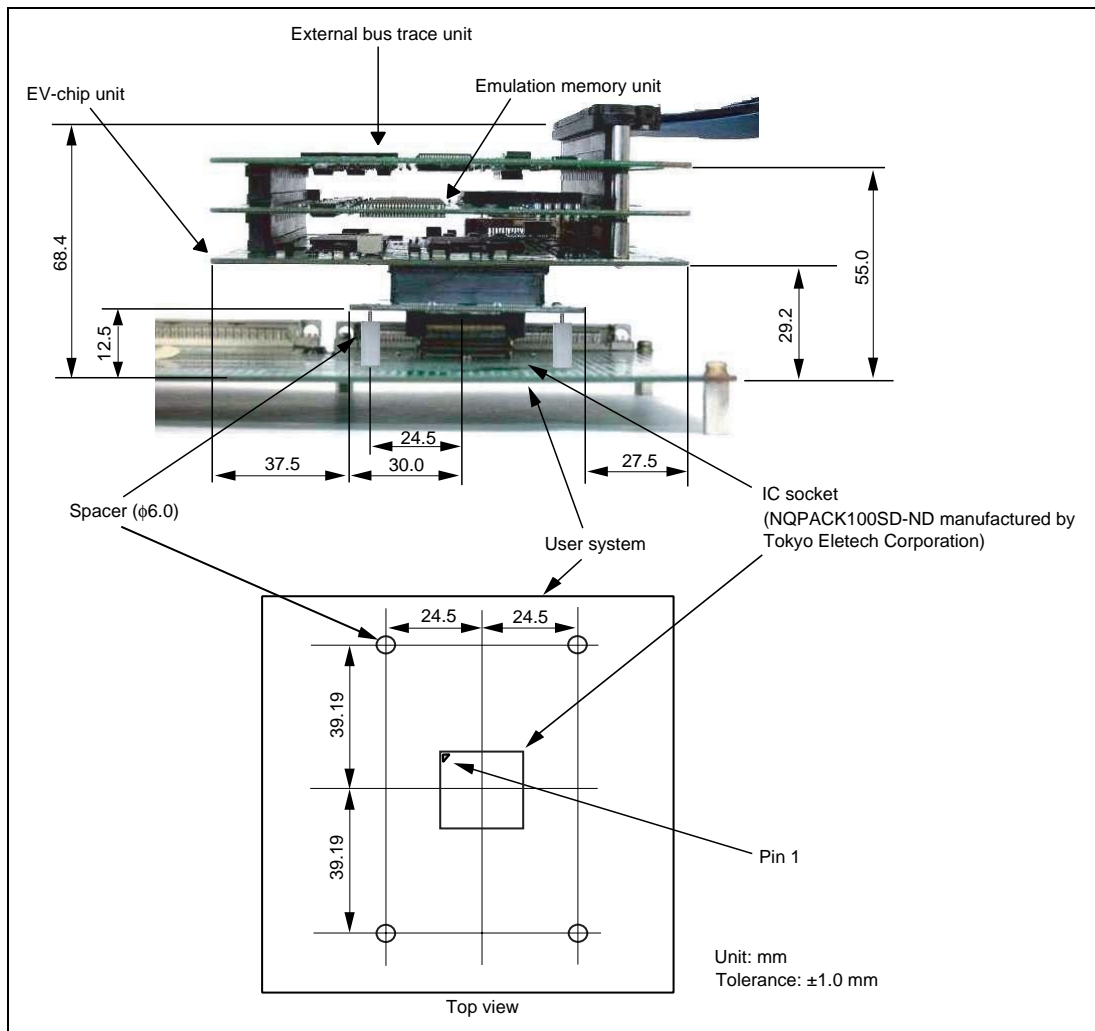 External bus trace unit
Emulation memory unit
EV-chip unit
68.4
55.0
29.2
12.5
24.5
37.5
30.0
27.5
Spacer (ϕ6.0)
IC socket
(NQPACK100SD-ND manufactured by
Tokyo Eletech Corporation)
User system
24.5
24.5
39.19
39.19
Pin 1
Unit: mm
Tolerance: ±1.0 mm
Top view